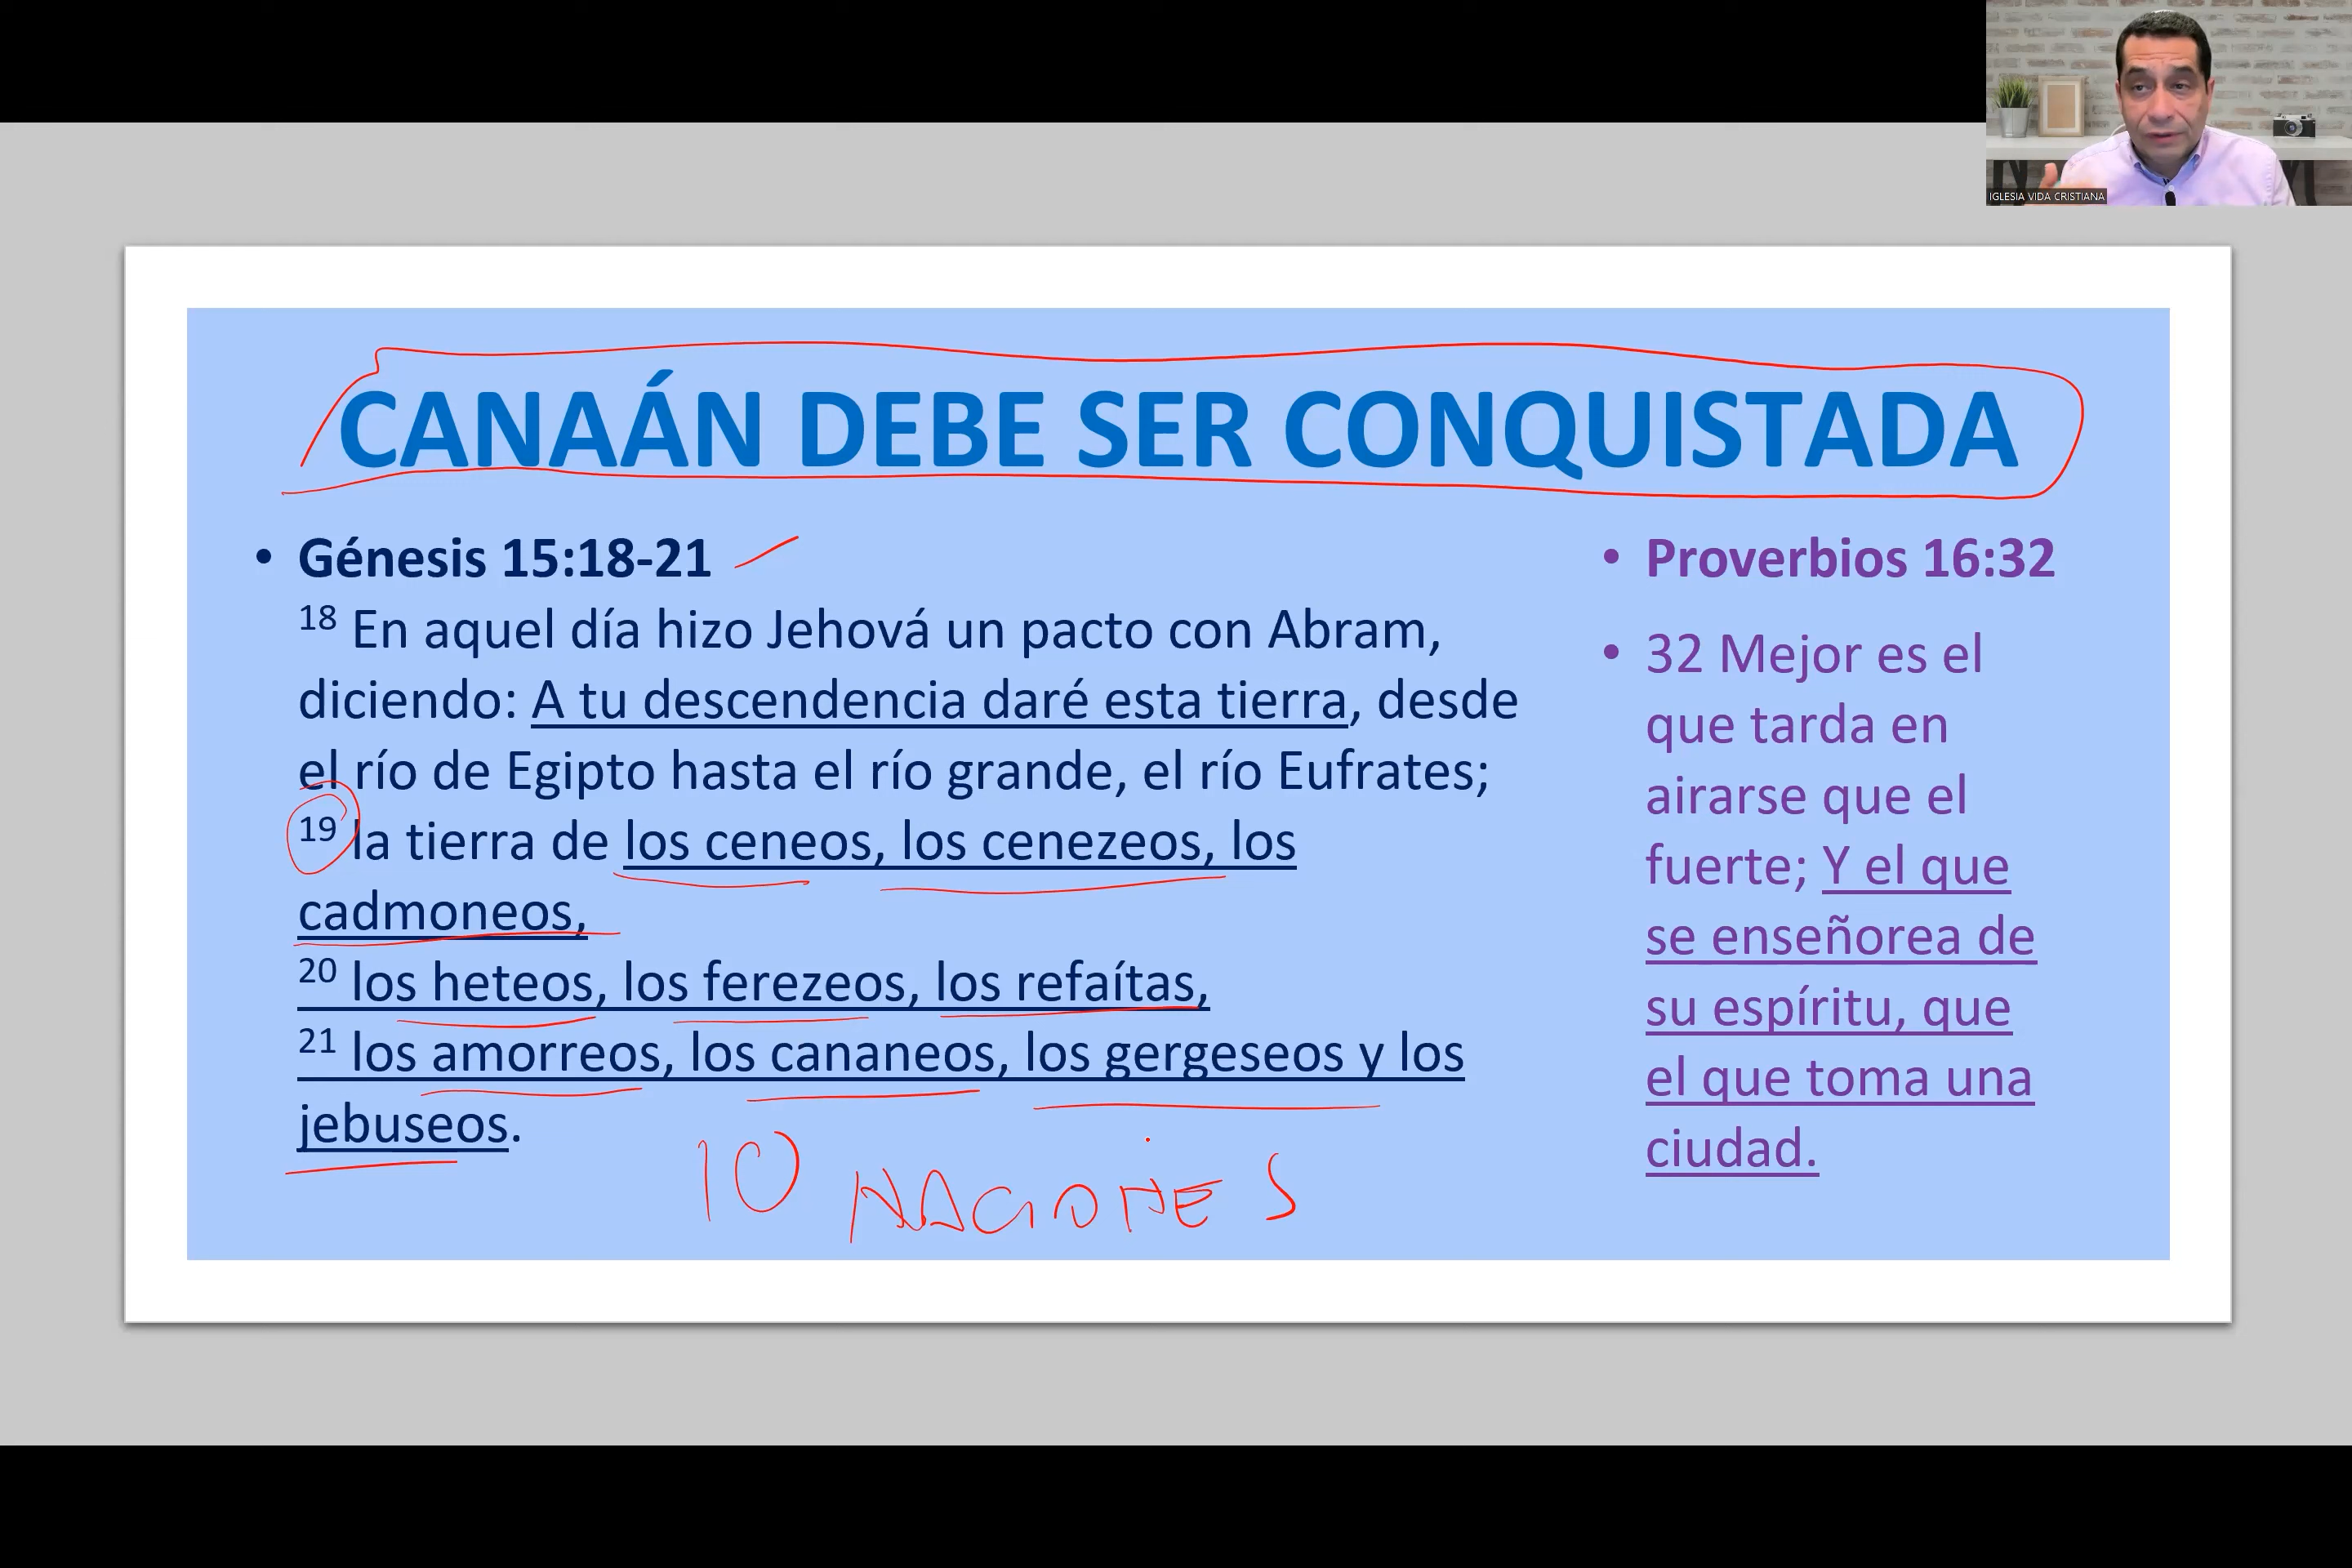 IGLESIA VIDA CRISTIANA
CANAÁN DEBE SER CONQUISTADA
• Génesis 15:18-21
18 En aquel día hizo Jehová un pacto con Abram,
diciendo: A tu descendencia daré esta tierra, desde
el río de Egipto hasta el río grande, el río Eufrates;
19 la tierra de los ceneos, los cenezeos, los
cadmoneos,
20 los heteos, los ferezeos, los refaítas,
21 los amorreos, los cananeos, los gergeseos y los
jebuseos.
10 NACIONES
• Proverbios 16:32
• 32 Mejor es el
que tarda en
airarse que el
fuerte; Y el que
se enseñorea de
su espíritu, que
el que toma una
ciudad.